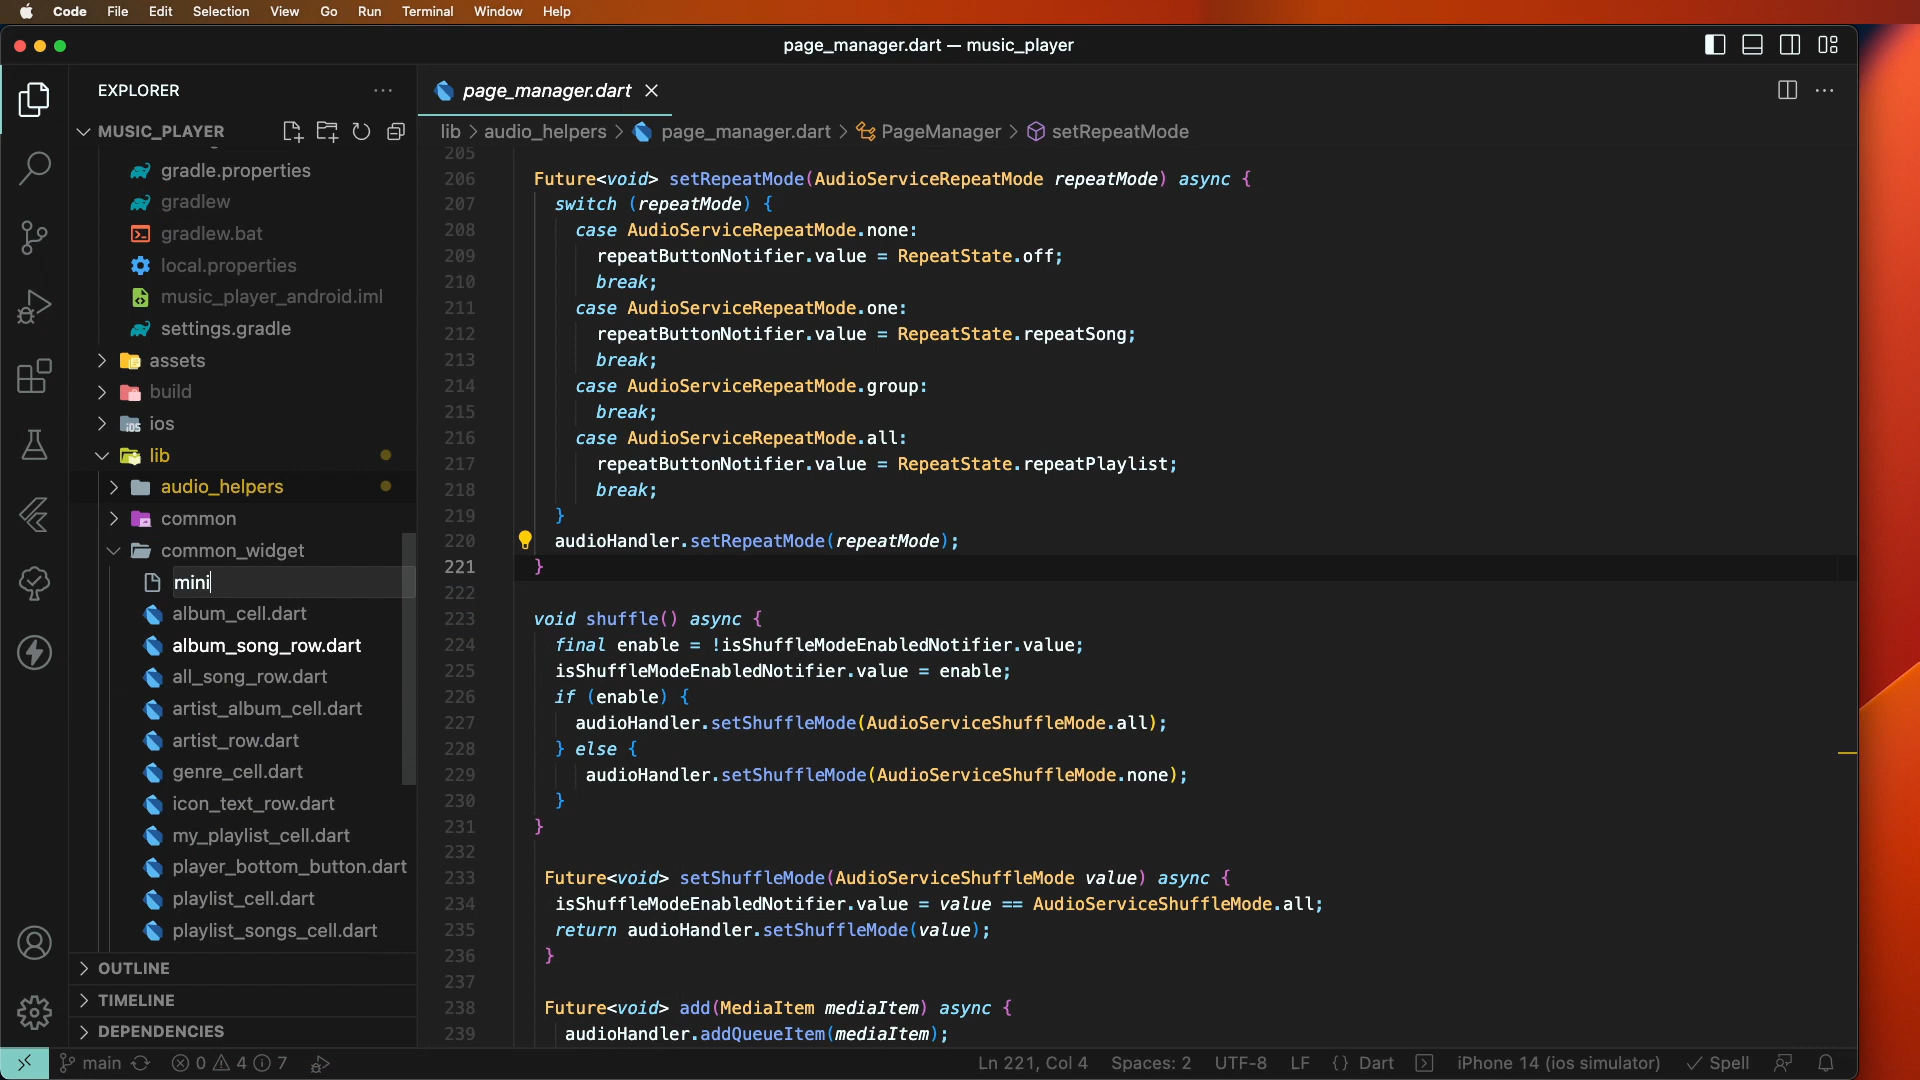 Code File Edit Selection View Go Run Terminal Window Help
page_manager.dart — music_player
EXPLORER
MUSIC_PLAYER
gradle.properties
gradlew
gradlew.bat
local.properties
music_player_android.iml
settings.gradle
assets
build
ios
lib
audio_helpers
common
common_widget
mini
album_cell.dart
album_song_row.dart
all_song_row.dart
artist_album_cell.dart
artist_row.dart
genre_cell.dart
icon_text_row.dart
my_playlist_cell.dart
player_bottom_button.dart
playlist_cell.dart
playlist_songs_cell.dart
OUTLINE
TIMELINE
DEPENDENCIES
page_manager.dart
lib > audio_helpers > page_manager.dart > PageManager > setRepeatMode
205
206 Future<void> setRepeatMode(AudioServiceRepeatMode repeatMode) async {
207 switch (repeatMode) {
208 case AudioServiceRepeatMode.none:
209 repeatButtonNotifier.value = RepeatState.off;
210 break;
211 case AudioServiceRepeatMode.one:
212 repeatButtonNotifier.value = RepeatState.repeatSong;
213 break;
214 case AudioServiceRepeatMode.group:
215 break;
216 case AudioServiceRepeatMode.all:
217 repeatButtonNotifier.value = RepeatState.repeatPlaylist;
218 break;
219 }
220 audioHandler.setRepeatMode(repeatMode);
221 }
222
223 void shuffle() async {
224 final enable = !isShuffleModeEnabledNotifier.value;
225 isShuffleModeEnabledNotifier.value = enable;
226 if (enable) {
227 audioHandler.setShuffleMode(AudioServiceShuffleMode.all);
228 } else {
229 audioHandler.setShuffleMode(AudioServiceShuffleMode.none);
230 }
231 }
232
233 Future<void> setShuffleMode(AudioServiceShuffleMode value) async {
234 isShuffleModeEnabledNotifier.value = value == AudioServiceShuffleMode.all;
235 return audioHandler.setShuffleMode(value);
236 }
237
238 Future<void> add(MediaItem mediaItem) async {
239 audioHandler.addQueueItem(mediaItem);
main 0 4 7 Ln 221, Col 4 Spaces: 2 UTF-8 LF {} Dart iPhone 14 (ios simulator) Spell